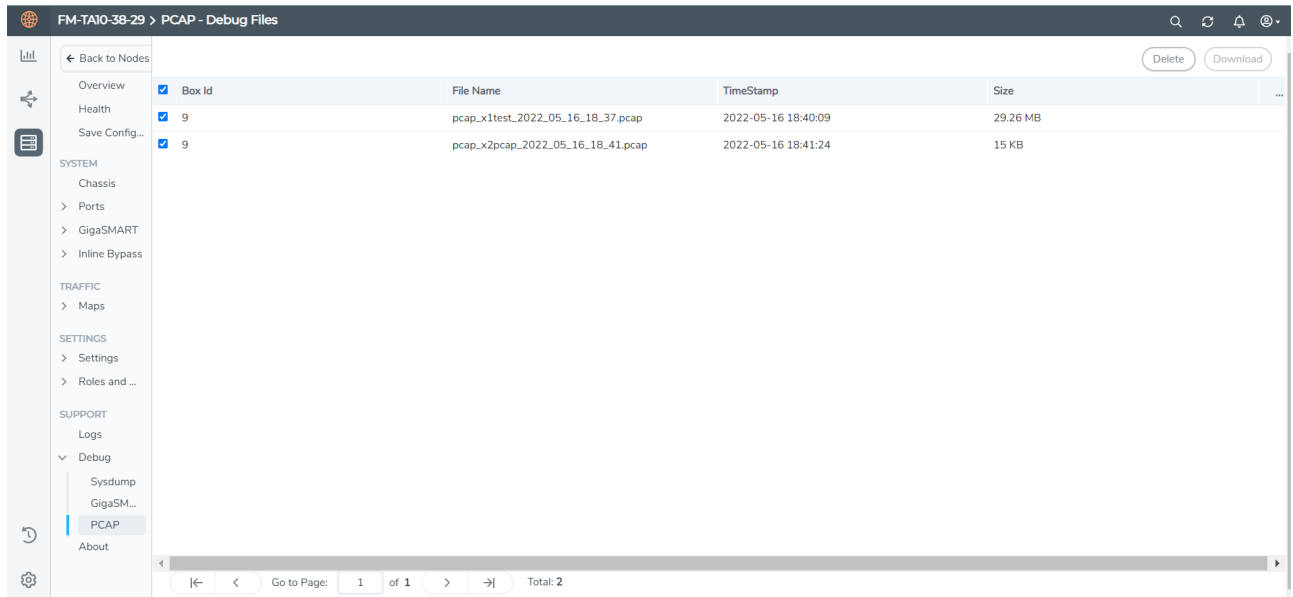 FM-TA10-38-29 > PCAP - Debug Files
← Back to Nodes
Delete
Download
Overview
Health
Save Config...
SYSTEM
Chassis
> Ports
> GigaSMART
> Inline Bypass
TRAFFIC
> Maps
SETTINGS
> Settings
> Roles and ...
SUPPORT
Logs
Debug
Sysdump
GigaSM...
PCAP
About
Box Id File Name TimeStamp Size ...
9 pcap_x1test_2022_05_16_18_37.pcap 2022-05-16 18:40:09 29.26 MB
9 pcap_x2pcap_2022_05_16_18_41.pcap 2022-05-16 18:41:24 15 KB
Go to Page: 1 of 1 Total: 2